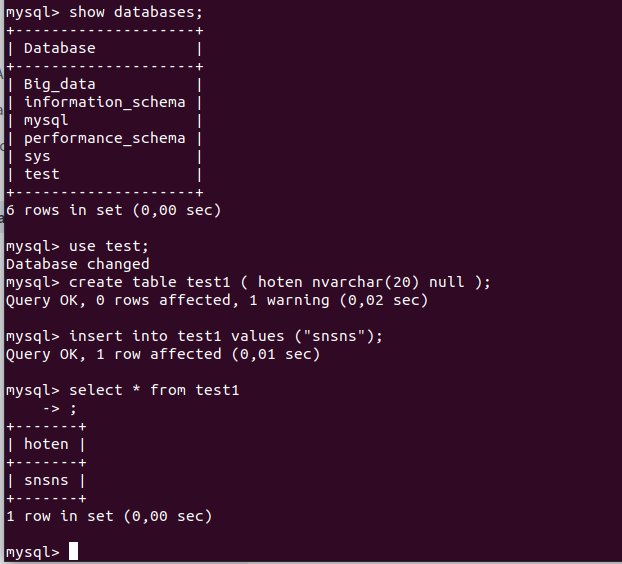 mysql> show databases;
+--------------------+
| Database           |
+--------------------+
| Big_data           |
| information_schema |
| mysql              |
| performance_schema |
| sys                |
| test               |
+--------------------+
6 rows in set (0,00 sec)
mysql> use test;
Database changed
mysql> create table test1 ( hoten nvarchar(20) null );
Query OK, 0 rows affected, 1 warning (0,02 sec)
mysql> insert into test1 values ("snsns");
Query OK, 1 row affected (0,01 sec)
mysql> select * from test1
    -> ;
+-------+
| hoten |
+-------+
| snsns |
+-------+
1 row in set (0,00 sec)
mysql>